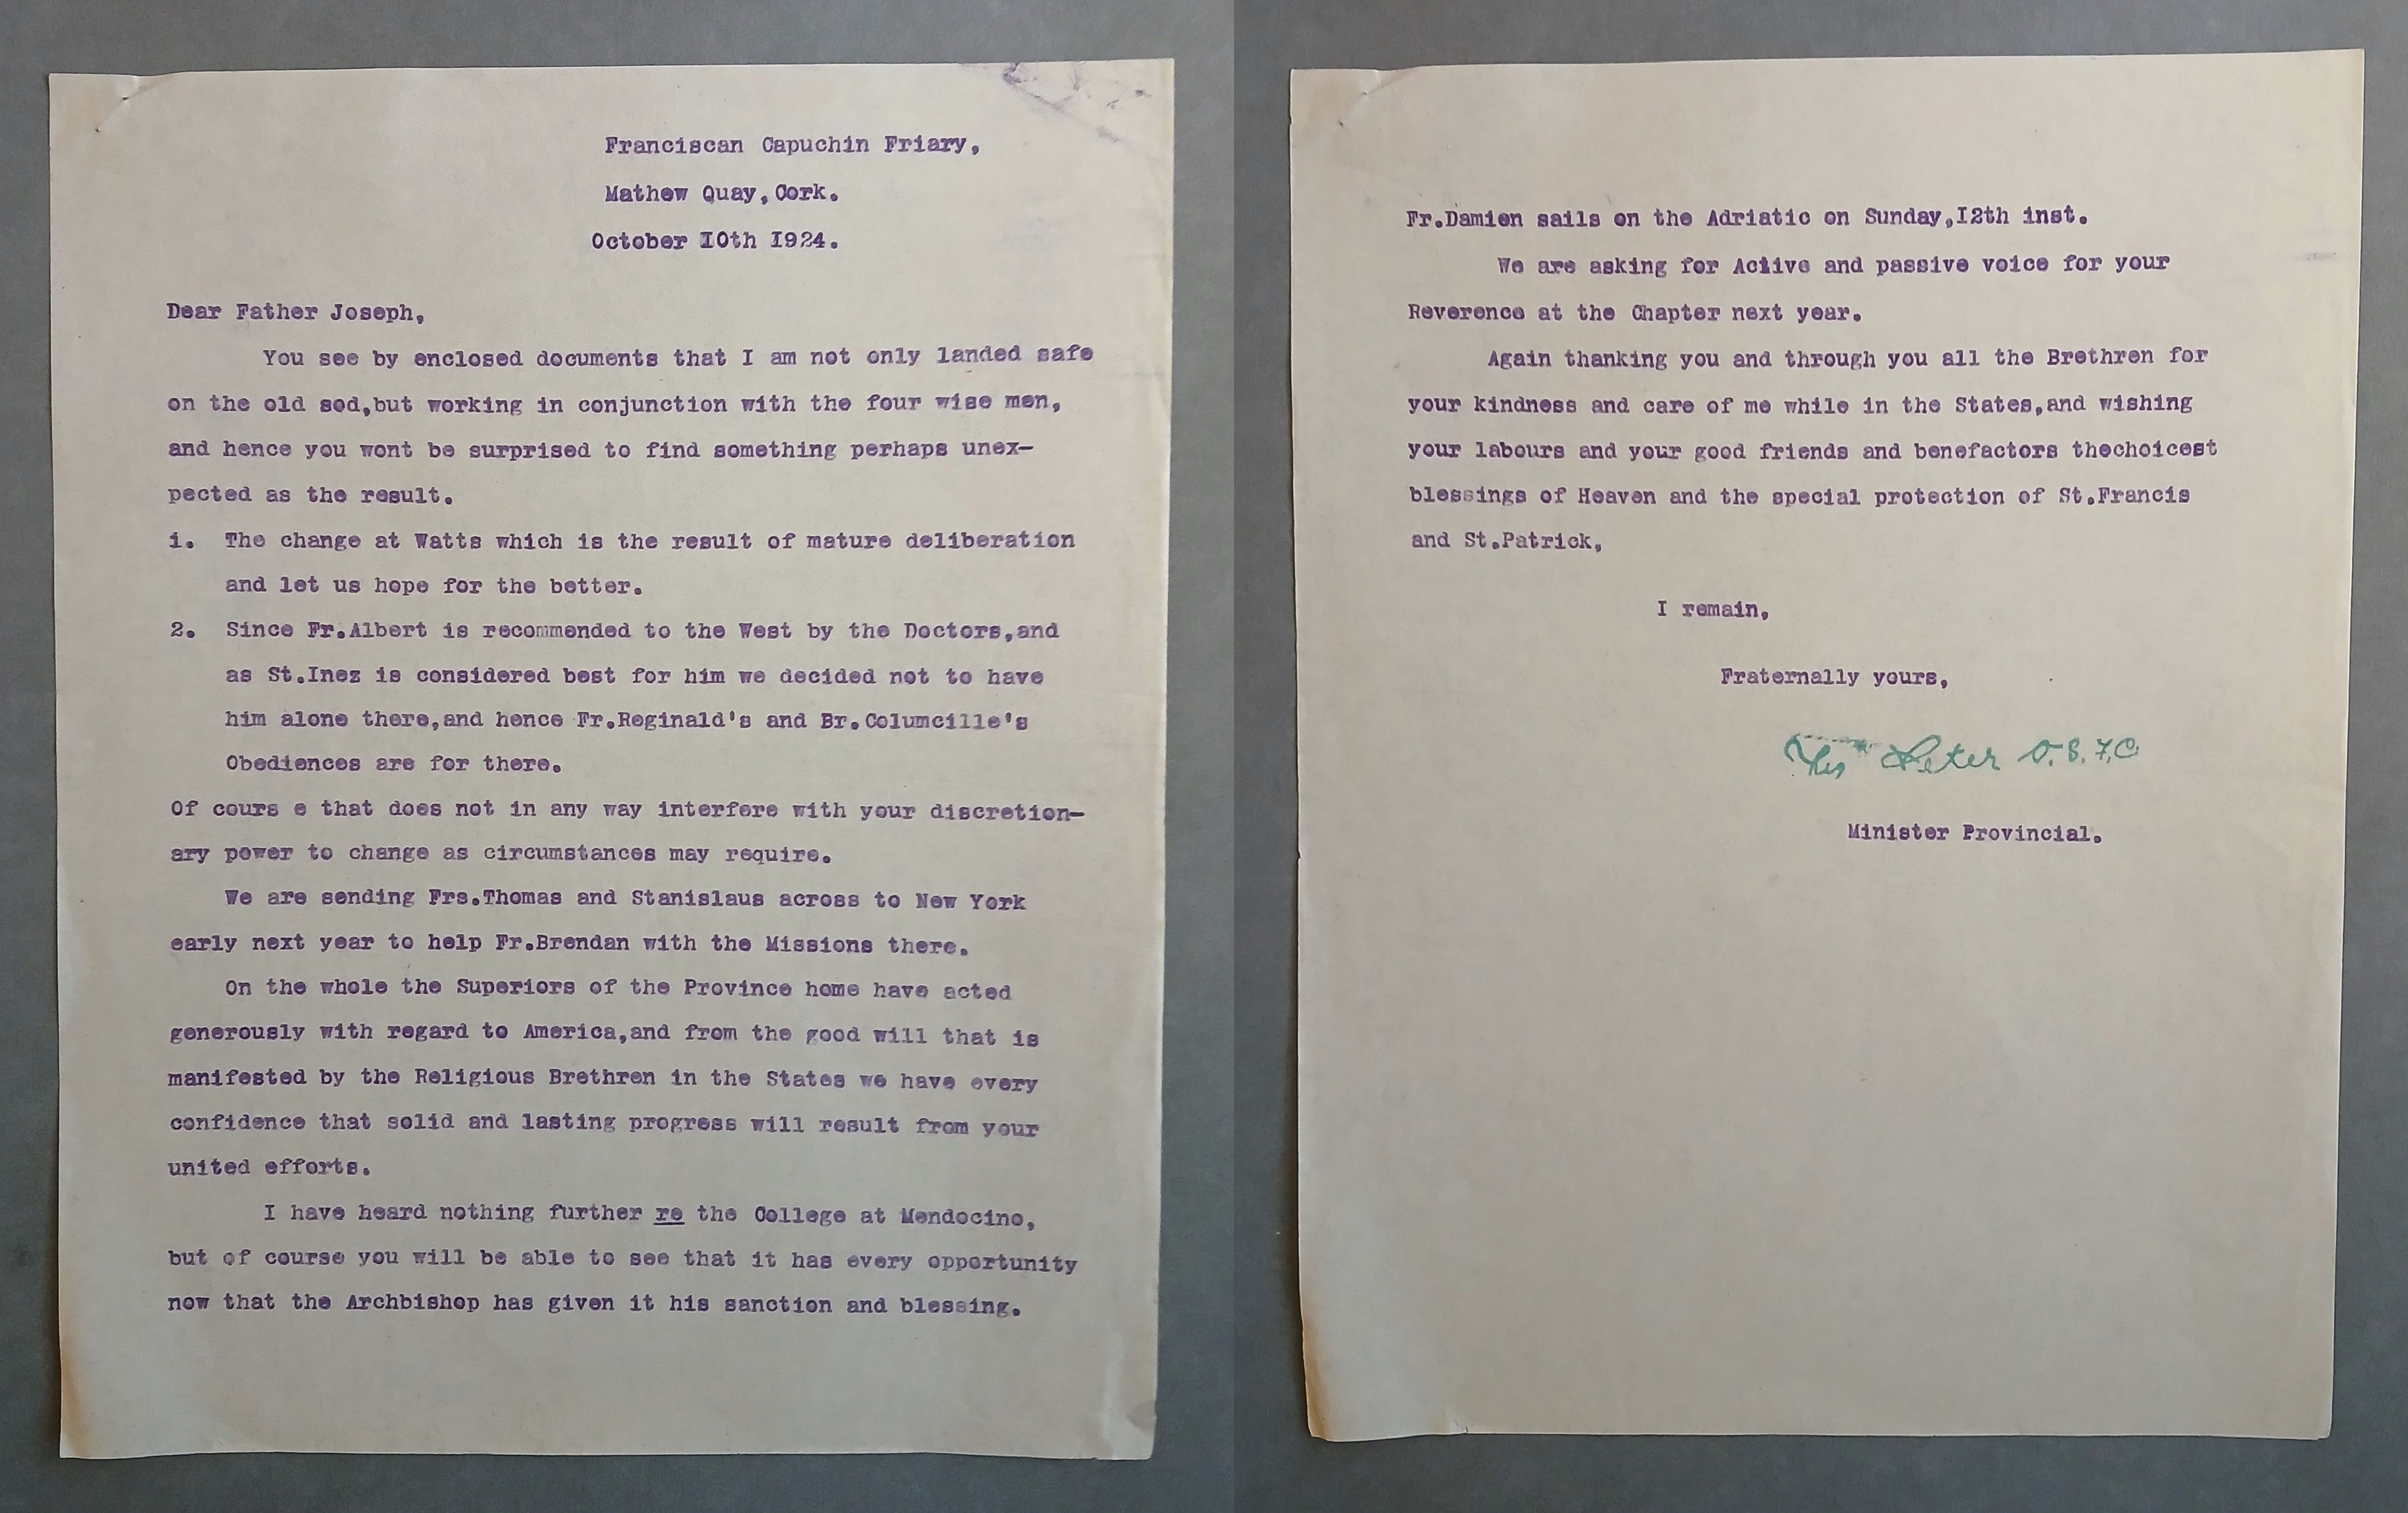 Franciscan Capuchin Friary,
Mathew Quay,Cork.
October 10th 1924.
Dear Father Joseph,
You see by enclosed documents that I am not only landed safe
on the old sod,but working in conjunction with the four wise men,
and hence you wont be surprised to find something perhaps unex-
pected as the result.
1. The change at Watts which is the result of mature deliberation
and let us hope for the better.
2. Since Fr.Albert is recommended to the West by the Doctors,and
as St.Inez is considered best for him we decided not to have
him alone there,and hence Fr.Reginald's and Br.Columcille's
Obediences are for there.
Of cours e that does not in any way interfere with your discretion-
ary power to change as circumstances may require.
We are sending Frs.Thomas and Stanislaus across to New York
early next year to help Fr.Brendan with the Missions there.
On the whole the Superiors of the Province home have acted
generously with regard to America,and from the good will that is
manifested by the Religious Brethren in the States we have every
confidence that solid and lasting progress will result from your
united efforts.
I have heard nothing further re the College at Mendocino,
but of course you will be able to see that it has every opportunity
now that the Archbishop has given it his sanction and blessing.
Fr.Damien sails on the Adriatic on Sunday,I2th inst.
We are asking for Aciive and passive voice for your
Reverence at the Chapter next year.
Again thanking you and through you all the Brethren for
your kindness and care of me while in the States,and wishing
your labours and your good friends and benefactors thechoicest
blessings of Heaven and the special protection of St.Francis
and St.Patrick,
I remain,
Fraternally yours,
Peter O.S.F.C
Minister Provincial.